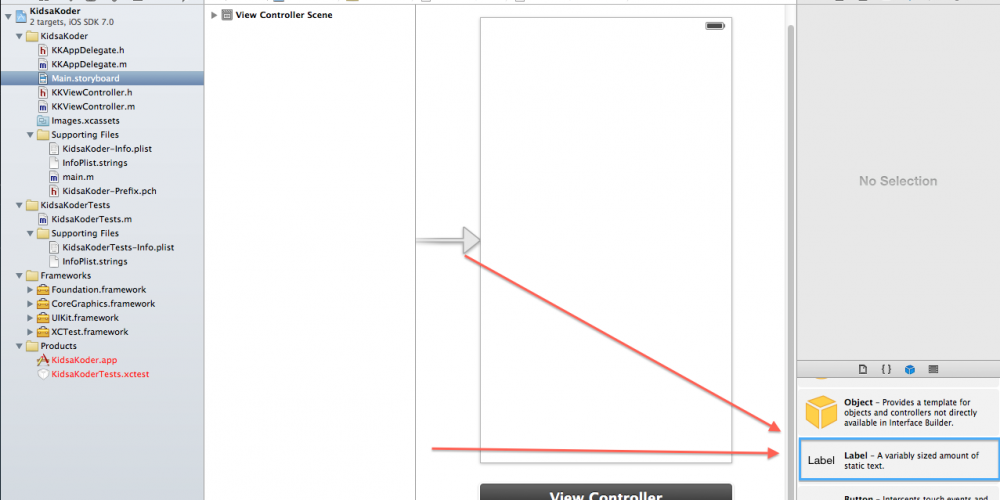 KidsaKoder
2 targets, iOS SDK 7.0
KidsaKoder
KKAppDelegate.h
KKAppDelegate.m
Main.storyboard
KKViewController.h
KKViewController.m
Images.xcassets
Supporting Files
KidsaKoder-Info.plist
InfoPlist.strings
main.m
KidsaKoder-Prefix.pch
KidsaKoderTests
KidsaKoderTests.m
Supporting Files
KidsaKoderTests-Info.plist
InfoPlist.strings
Frameworks
Foundation.framework
CoreGraphics.framework
UIKit.framework
XCTest.framework
Products
KidsaKoder.app
KidsaKoderTests.xctest
View Controller Scene
View Controller
No Selection
{ }
Object – Provides a template for
objects and controllers not directly
available in Interface Builder.
Label
Label – A variably sized amount of
static text.
Button – Intercepts touch events and